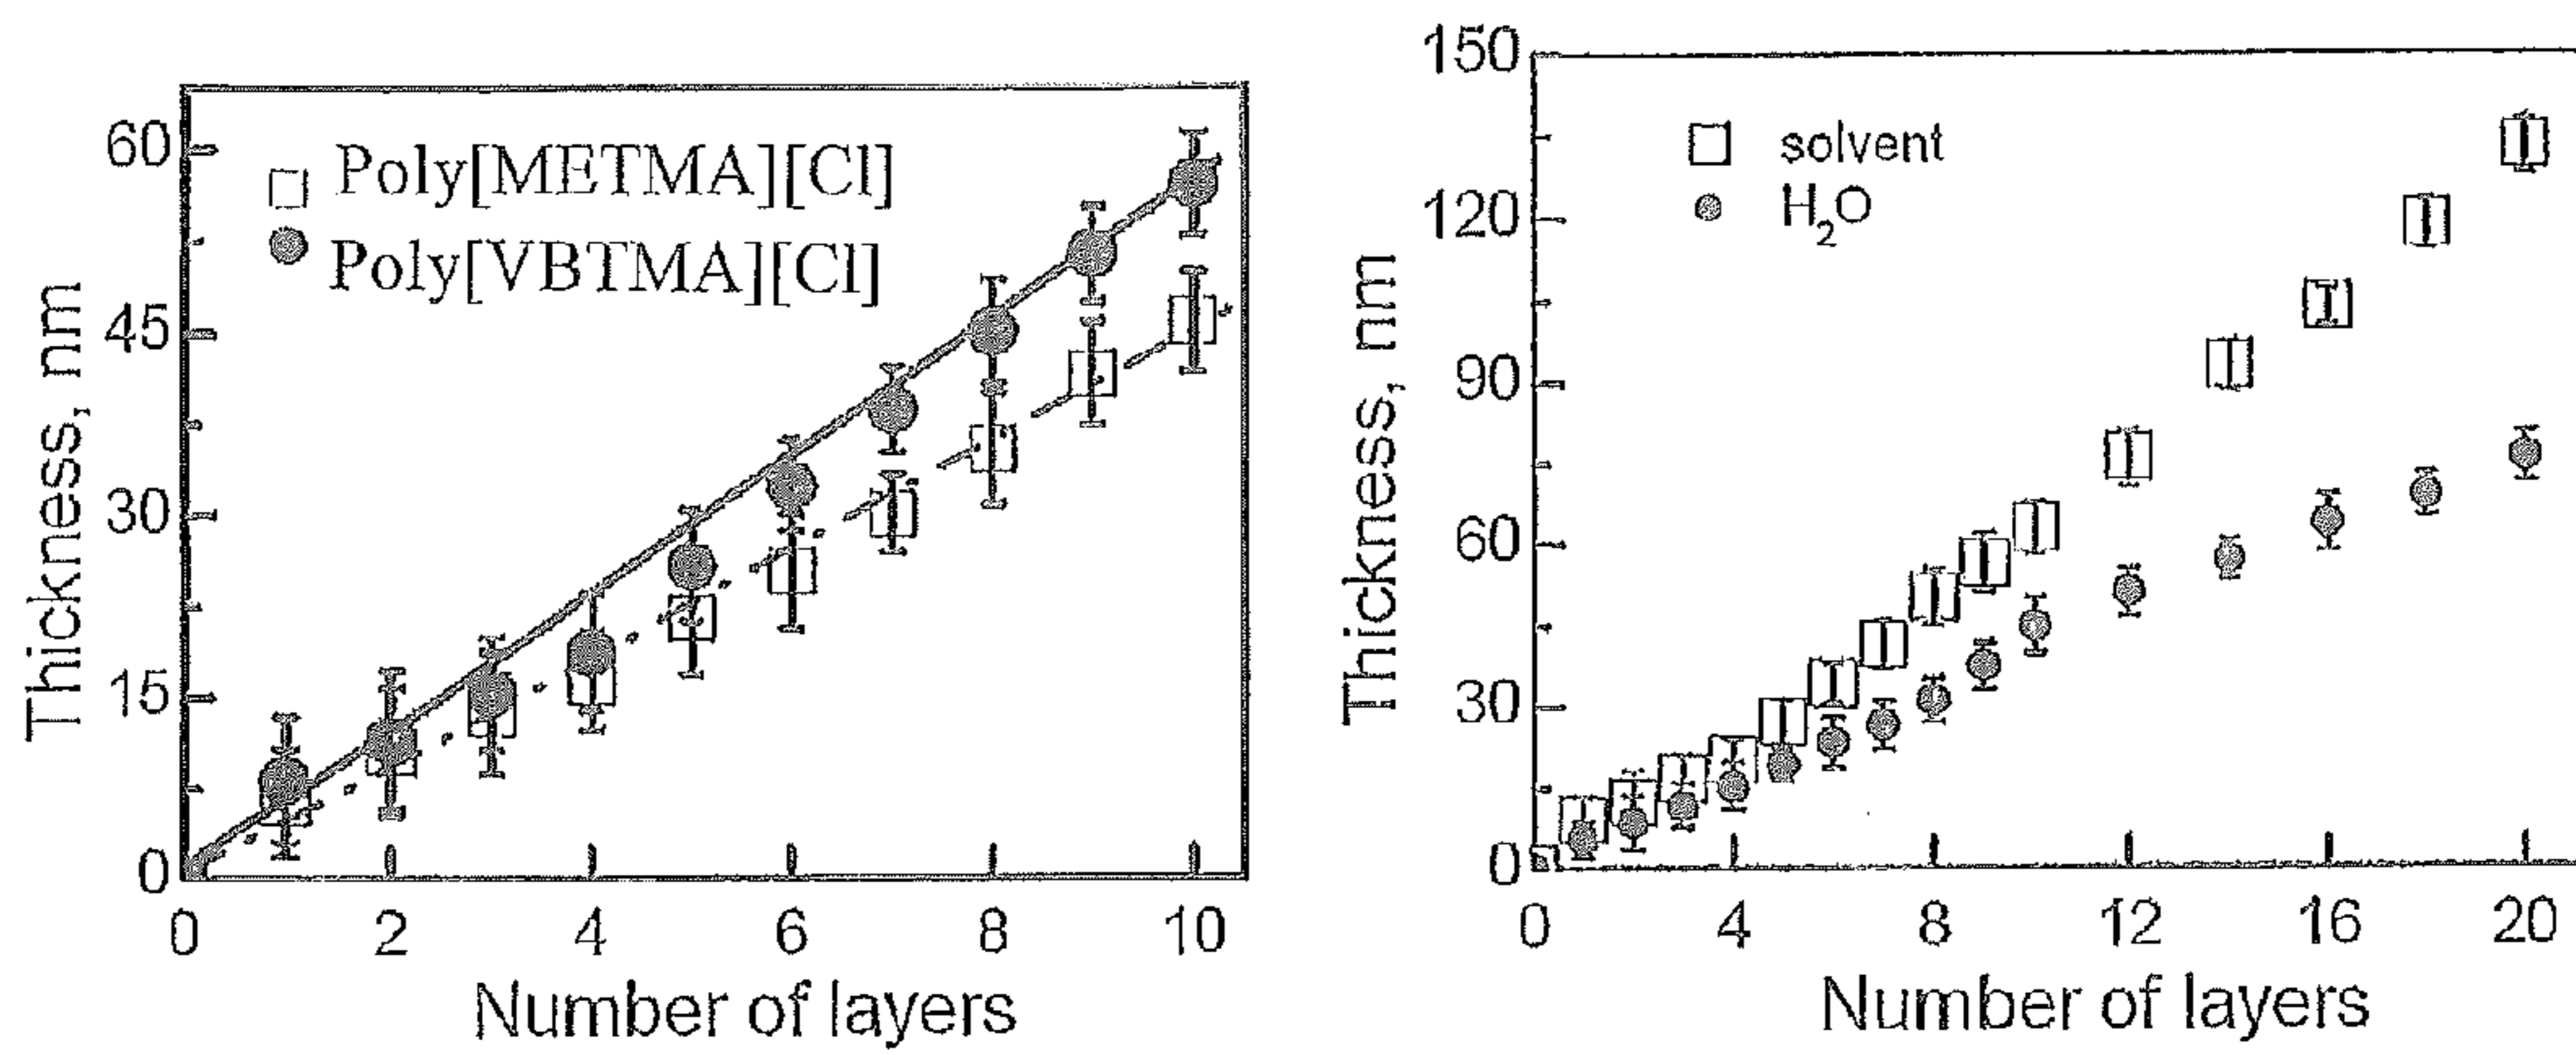 Thickness, nm
60
45
30
15
0
Poly[METMA][Cl]
Poly[VBTMA][Cl]
0 2 4 6 8 10
Number of layers
Thickness, nm
150
120
90
60
30
0
solvent
H₂O
0 4 8 12 16 20
Number of layers